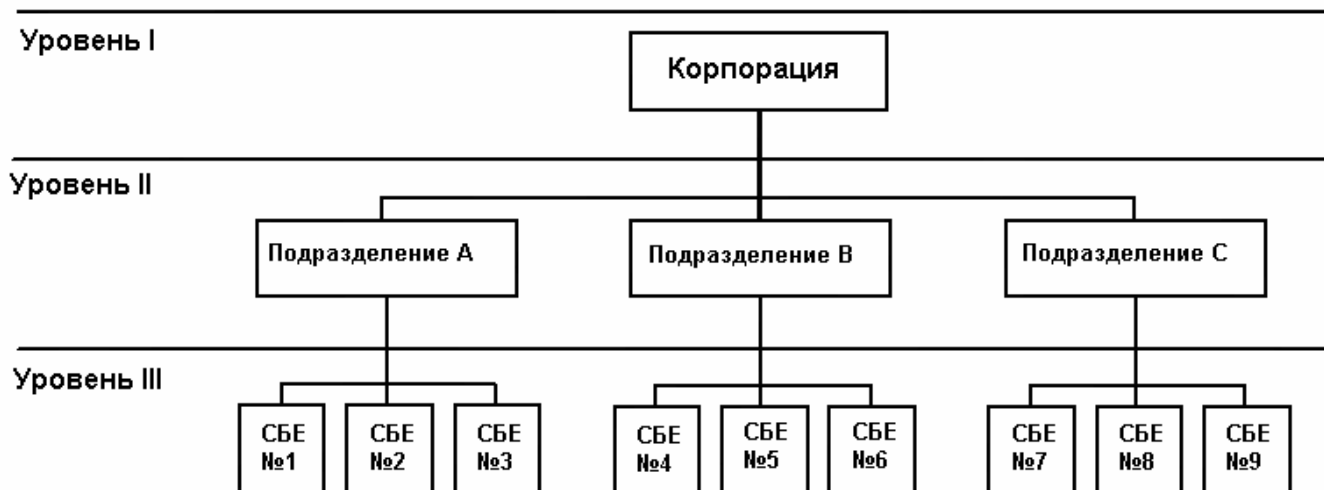 Уровень I
Корпорация
Уровень II
Подразделение А
Подразделение В
Подразделение С
Уровень III
СБЕ
№1
СБЕ
№2
СБЕ
№3
СБЕ
№4
СБЕ
№5
СБЕ
№6
СБЕ
№7
СБЕ
№8
СБЕ
№9